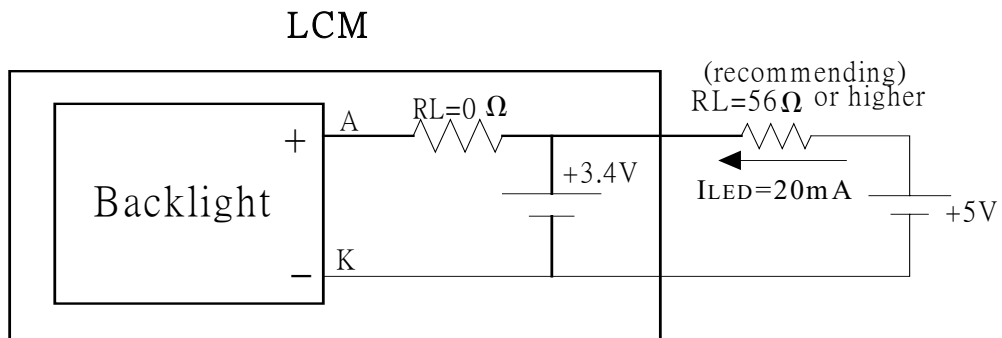 LCM
(recommending)
RL=56Ω or higher
RL=0 Ω
A
+
+3.4V
ILED=20mA
Backlight
+5V
K
−